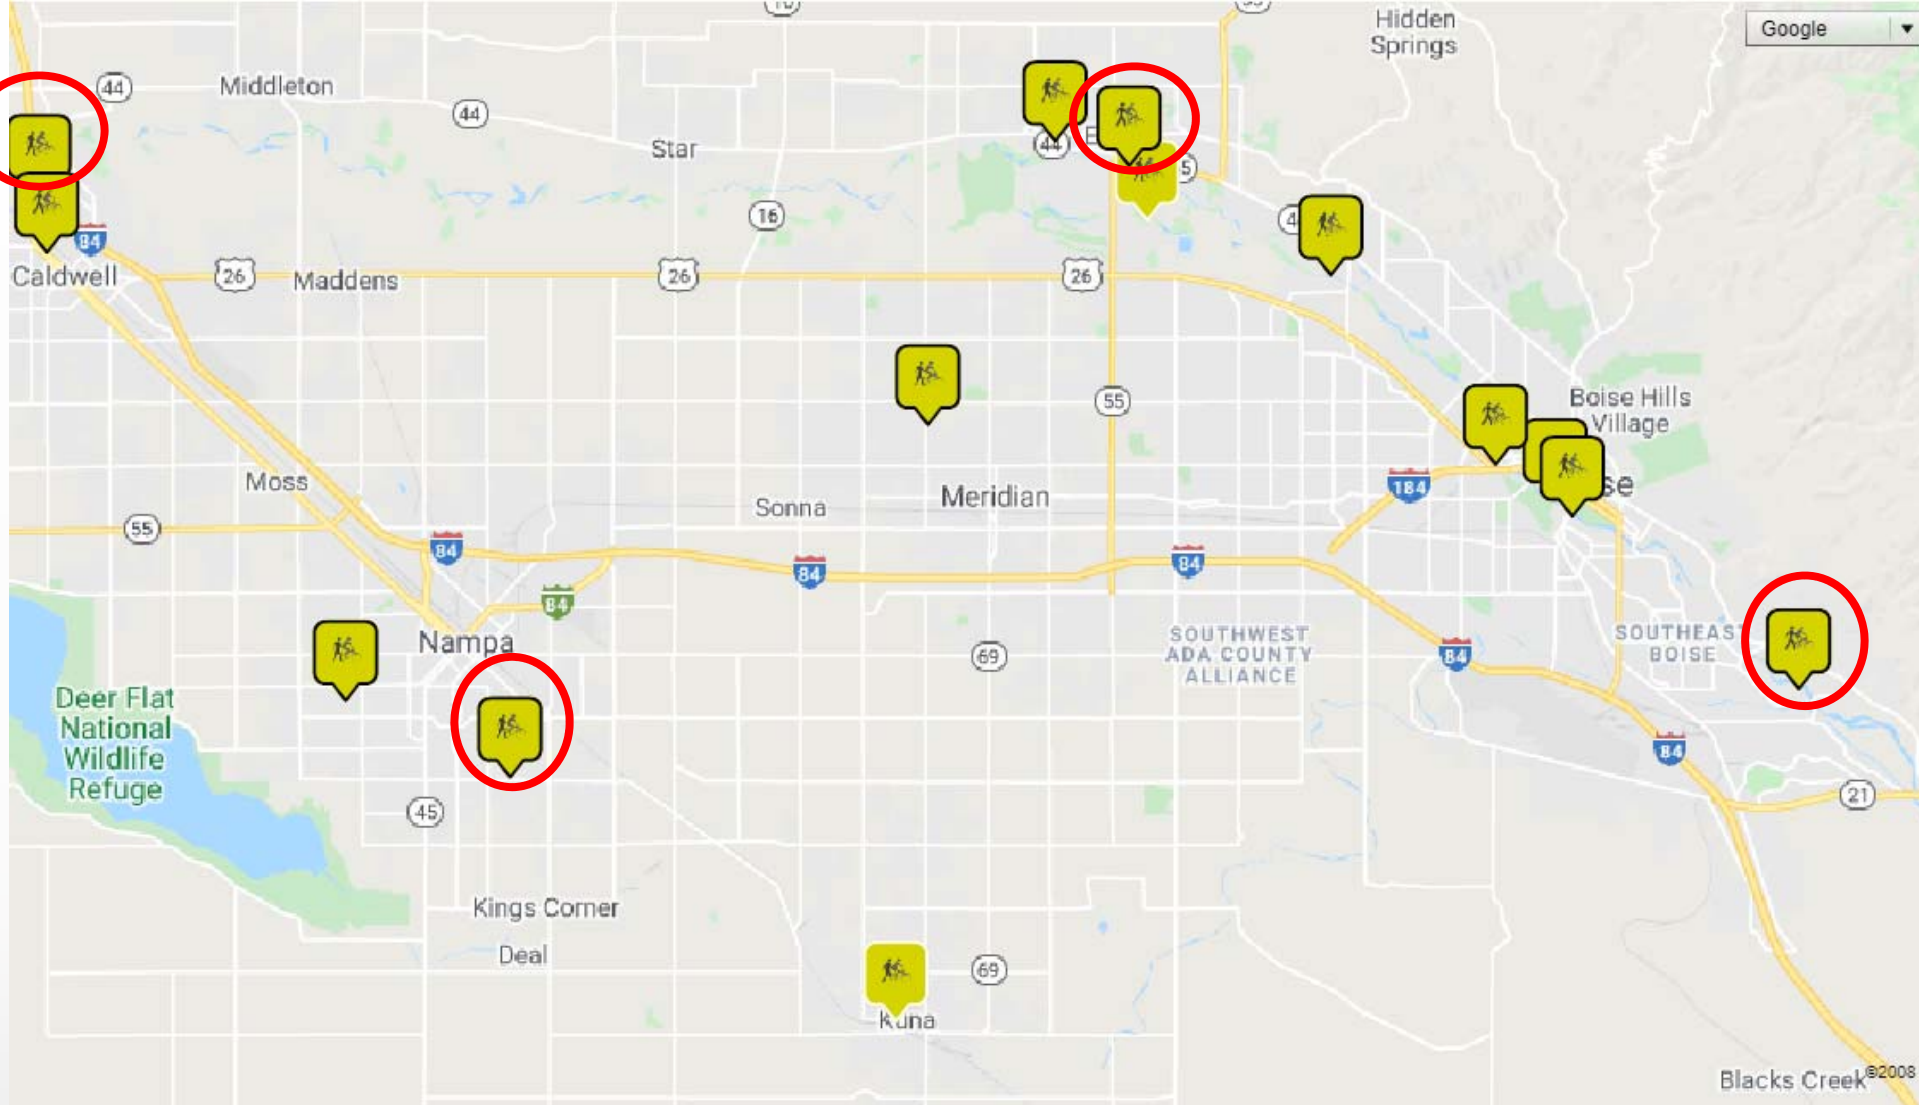 Hidden
Springs
Google
44
Middleton
44
Star
44
16
84
Caldwell
26
Maddens
26
26
55
Boise Hills
Village
Moss
Meridian
184
Sonna
55
84
84
84
84
Nampa
69
SOUTHWEST
ADA COUNTY
ALLIANCE
84
SOUTHEAS
BOISE
Deer Flat
National
Wildlife
Refuge
84
45
21
Kings Corner
Deal
69
Kuna
Blacks Creek
©2008